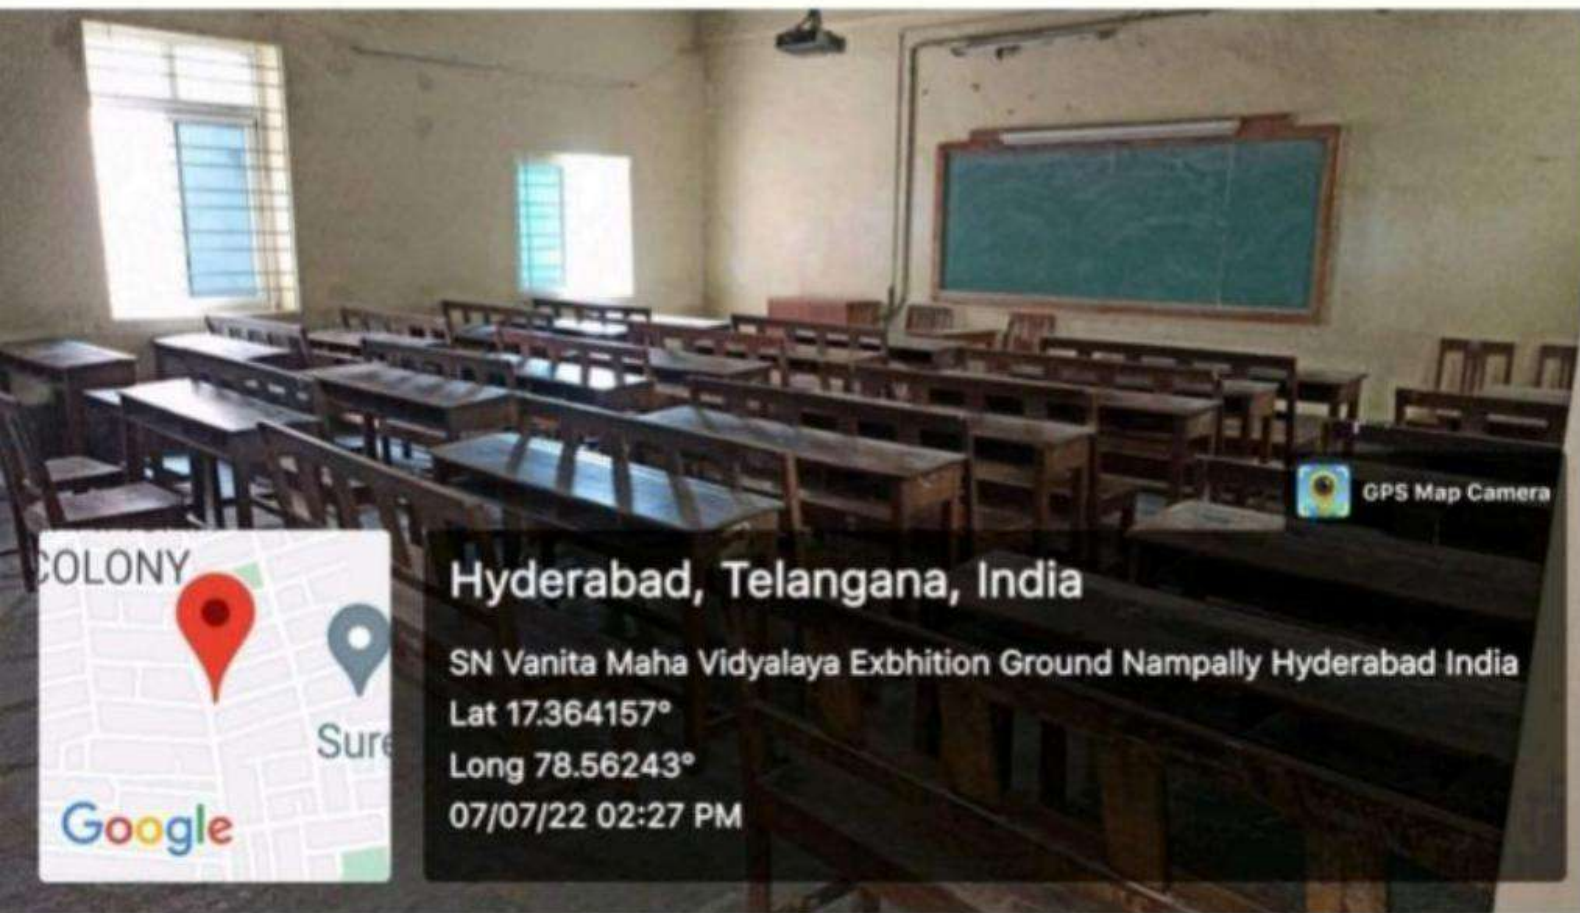 GPS Map Camera
COLONY
Sure
Google
Hyderabad, Telangana, India
SN Vanita Maha Vidyalaya Exbhition Ground Nampally Hyderabad India
Lat 17.364157°
Long 78.56243°
07/07/22 02:27 PM